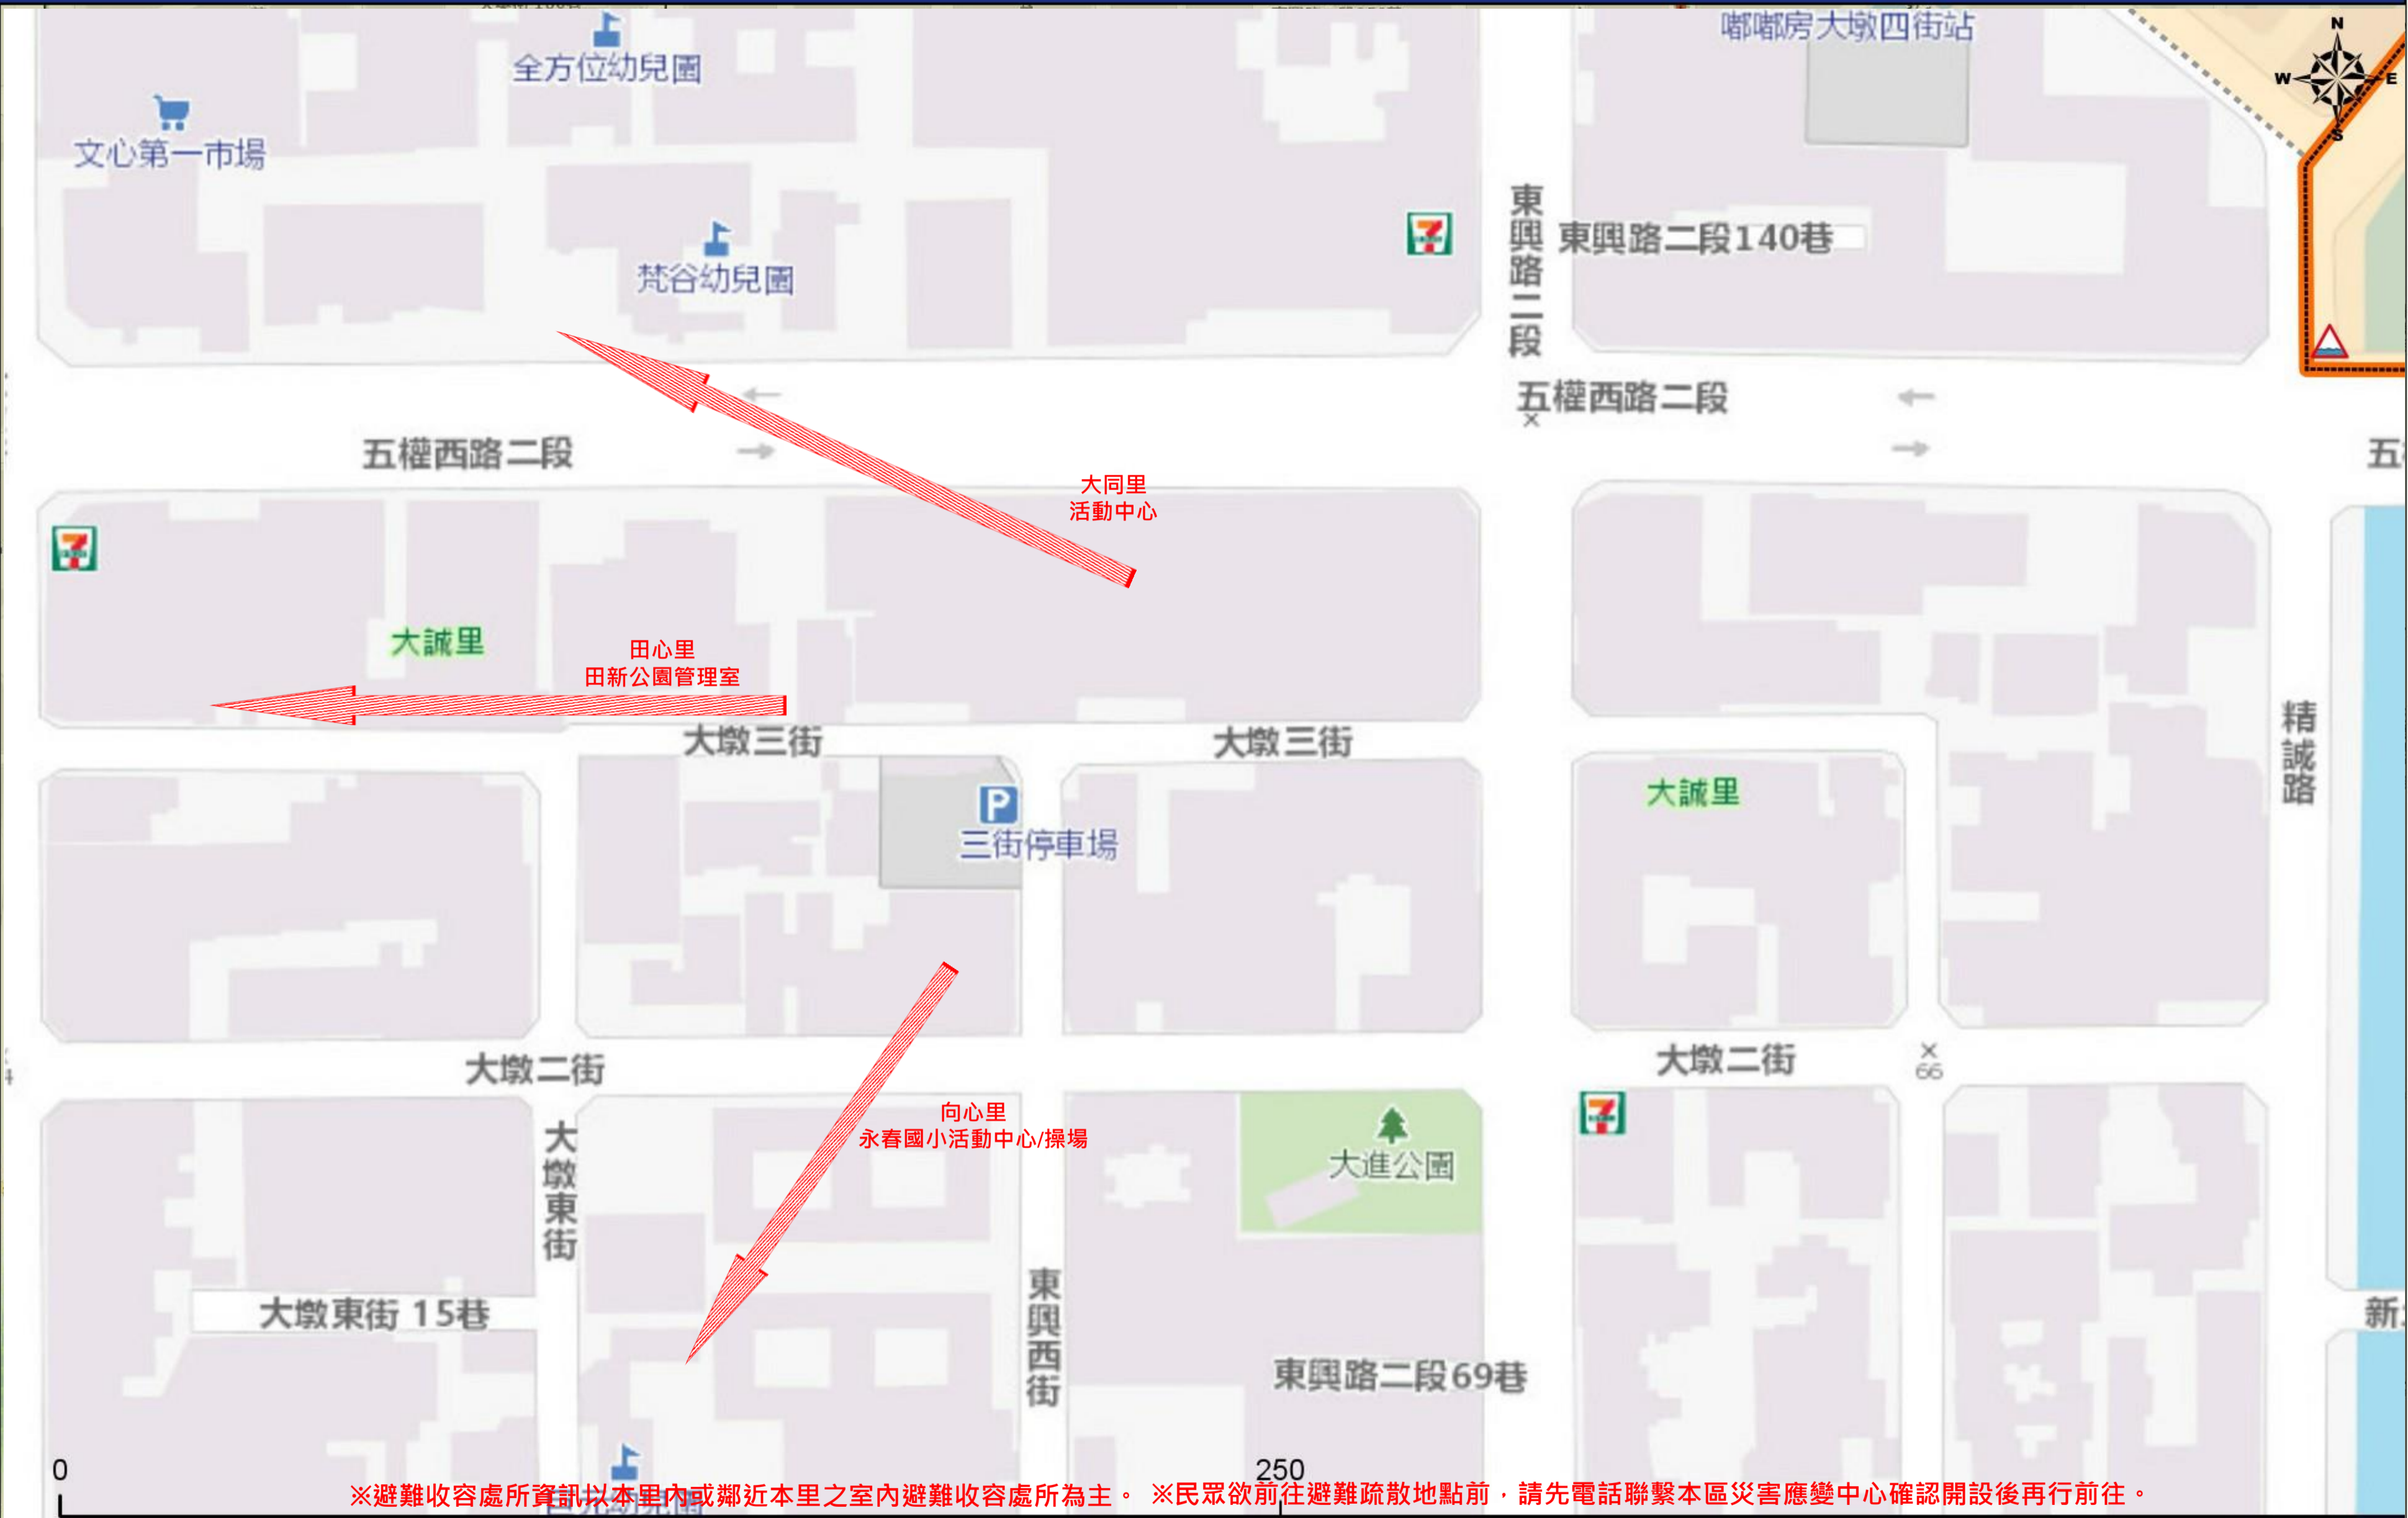 嘟嘟房大墩四街站
N
W
E
S
全方位幼兒園
文心第一市場
東興路二段
東興路二段140巷
梵谷幼兒園
五權西路二段
五權西路二段
五
大同里
活動中心
大誠里
田心里
田新公園管理室
大墩三街
大墩三街
精誠路
大誠里
P
三街停車場
大墩二街
大墩二街
66
向心里
永春國小活動中心/操場
大墩東街
大進公園
大墩東街 15巷
東興西街
新
東興路二段69巷
0
250
※避難收容處所資訊以本里內或鄰近本里之室內避難收容處所為主。 ※民眾欲前往避難疏散地點前，請先電話聯繫本區災害應變中心確認開設後再行前往。